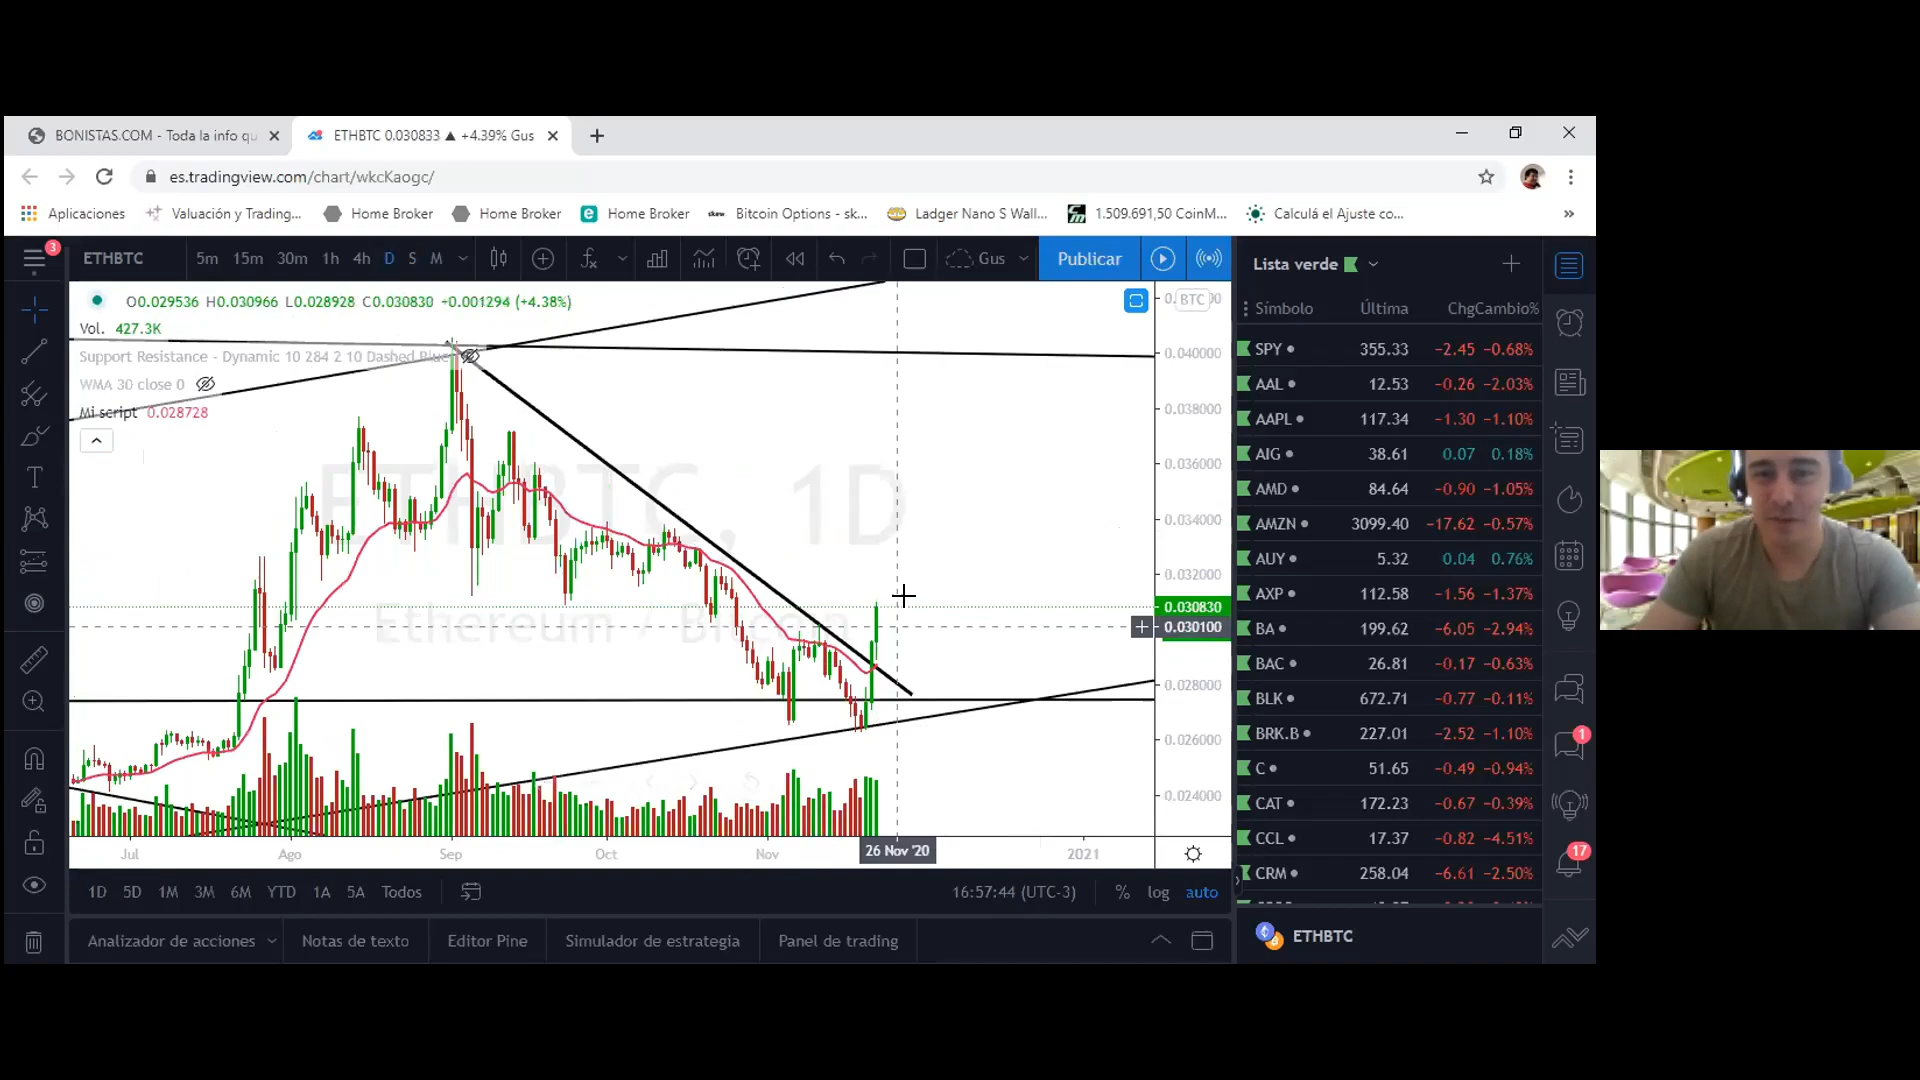 BONISTAS.COM - Toda la info qu
ETHBTC 0.030833 ▲ +4.39% Gus
es.tradingview.com/chart/wkcKaogc/
Aplicaciones Valuación y Trading... Home Broker Home Broker Home Broker skew Bitcoin Options - sk... Ladger Nano S Wall... 1.509.691,50 CoinM... Calculá el Ajuste co... »
3
ETHBTC 5m 15m 30m 1h 4h D S M Gus Publicar
Lista verde
O0.029536 H0.030966 L0.028928 C0.030830 +0.001294 (+4.38%)
Vol. 427.3K
Support Resistance - Dynamic 10 284 2 10 Dashed Blue
WMA 30 close 0
Mi script 0.028728
ETHBTC, 1D
Ethereum / Bitcoin
BTC
0.040000
0.038000
0.036000
0.034000
0.032000
0.030830
0.030100
0.028000
0.026000
0.024000
Jul Ago Sep Oct Nov 26 Nov '20 2021
1D 5D 1M 3M 6M YTD 1A 5A Todos 16:57:44 (UTC-3) % log auto
Analizador de acciones Notas de texto Editor Pine Simulador de estrategia Panel de trading
Símbolo Última Chg Cambio%
SPY 355.33 −2.45 −0.68%
AAL 12.53 −0.26 −2.03%
AAPL 117.34 −1.30 −1.10%
AIG 38.61 0.07 0.18%
AMD 84.64 −0.90 −1.05%
AMZN 3099.40 −17.62 −0.57%
AUY 5.32 0.04 0.76%
AXP 112.58 −1.56 −1.37%
BA 199.62 −6.05 −2.94%
BAC 26.81 −0.17 −0.63%
BLK 672.71 −0.77 −0.11%
BRK.B 227.01 −2.52 −1.10%
C 51.65 −0.49 −0.94%
CAT 172.23 −0.67 −0.39%
CCL 17.37 −0.82 −4.51%
CRM 258.04 −6.61 −2.50%
ETHBTC
1
17